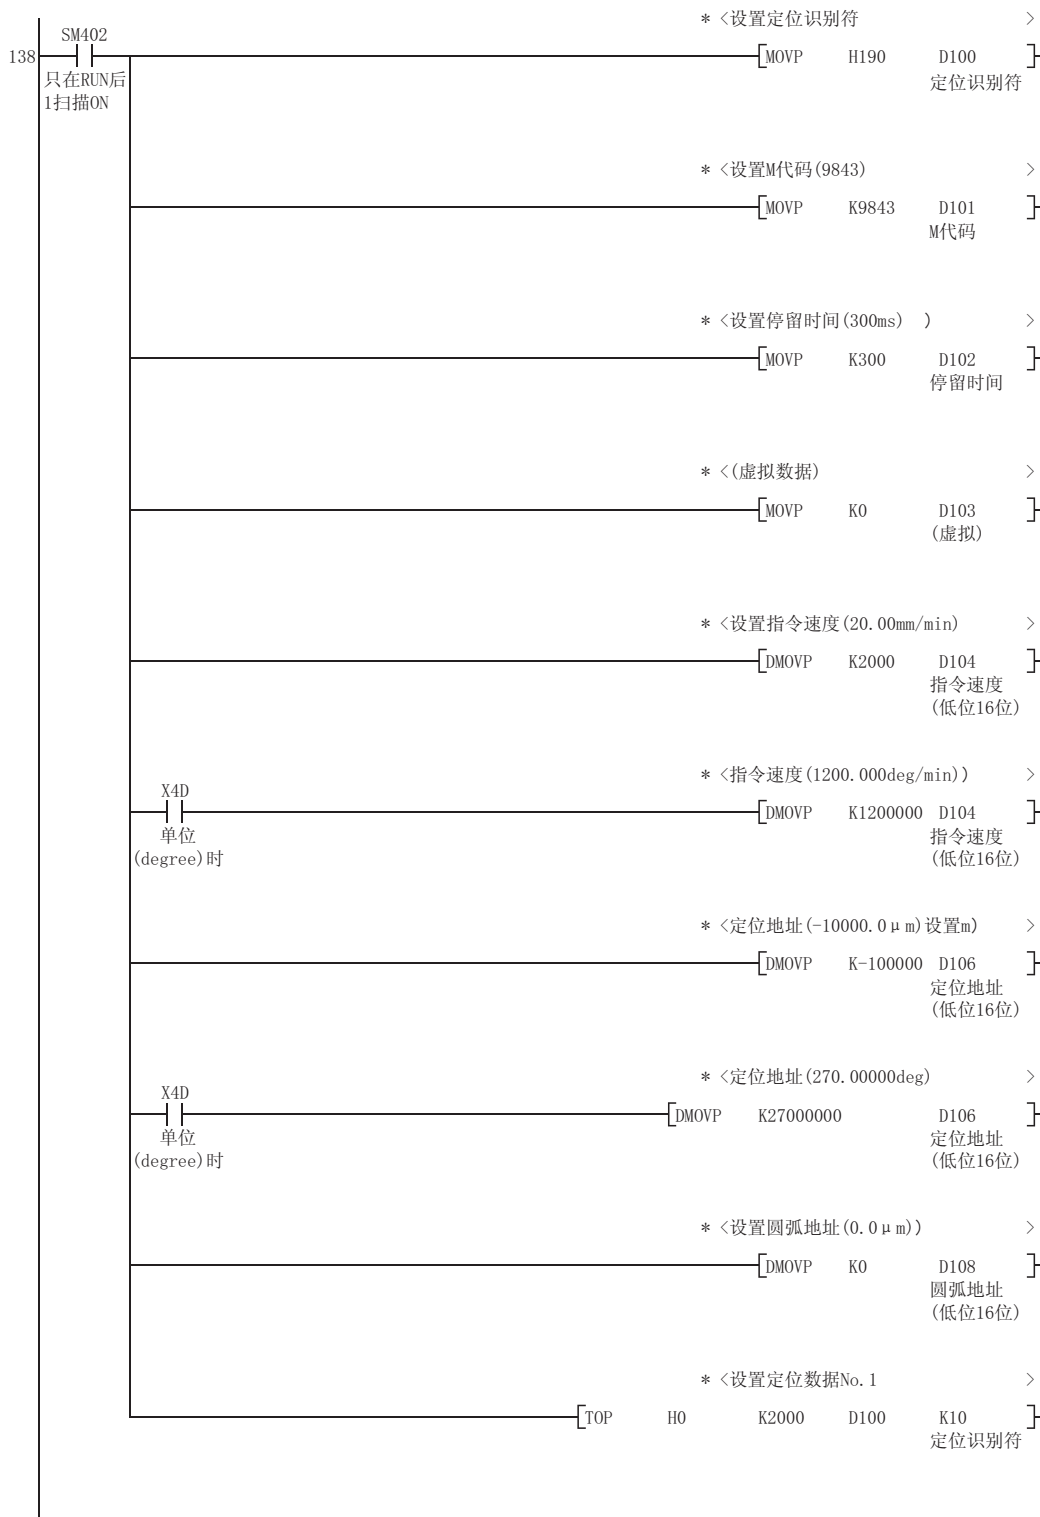 * <设置定位识别符 >
SM402
138
MOVP H190 D100
只在RUN后
1扫描ON
定位识别符
* <设置M代码(9843) >
MOVP K9843 D101
M代码
* <设置停留时间(300ms) ) >
MOVP K300 D102
停留时间
* <(虚拟数据) >
MOVP K0 D103
(虚拟)
* <设置指令速度(20.00mm/min) >
DMOVP K2000 D104
指令速度
(低位16位)
* <指令速度(1200.000deg/min)) >
X4D
DMOVP K1200000 D104
单位
(degree)时
指令速度
(低位16位)
* <定位地址(-10000.0μm)设置m) >
DMOVP K-100000 D106
定位地址
(低位16位)
* <定位地址(270.00000deg) >
X4D
DMOVP K27000000 D106
单位
(degree)时
定位地址
(低位16位)
* <设置圆弧地址(0.0μm)) >
DMOVP K0 D108
圆弧地址
(低位16位)
* <设置定位数据No.1 >
TOP H0 K2000 D100 K10
定位识别符